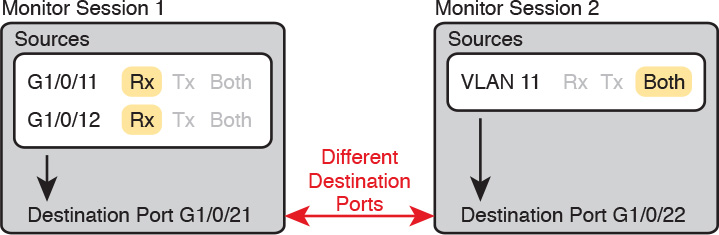 Monitor Session 1
Sources
G1/0/11 Rx Tx Both
G1/0/12 Rx Tx Both
Destination Port G1/0/21
Different
Destination
Ports
Monitor Session 2
Sources
VLAN 11 Rx Tx Both
Destination Port G1/0/22